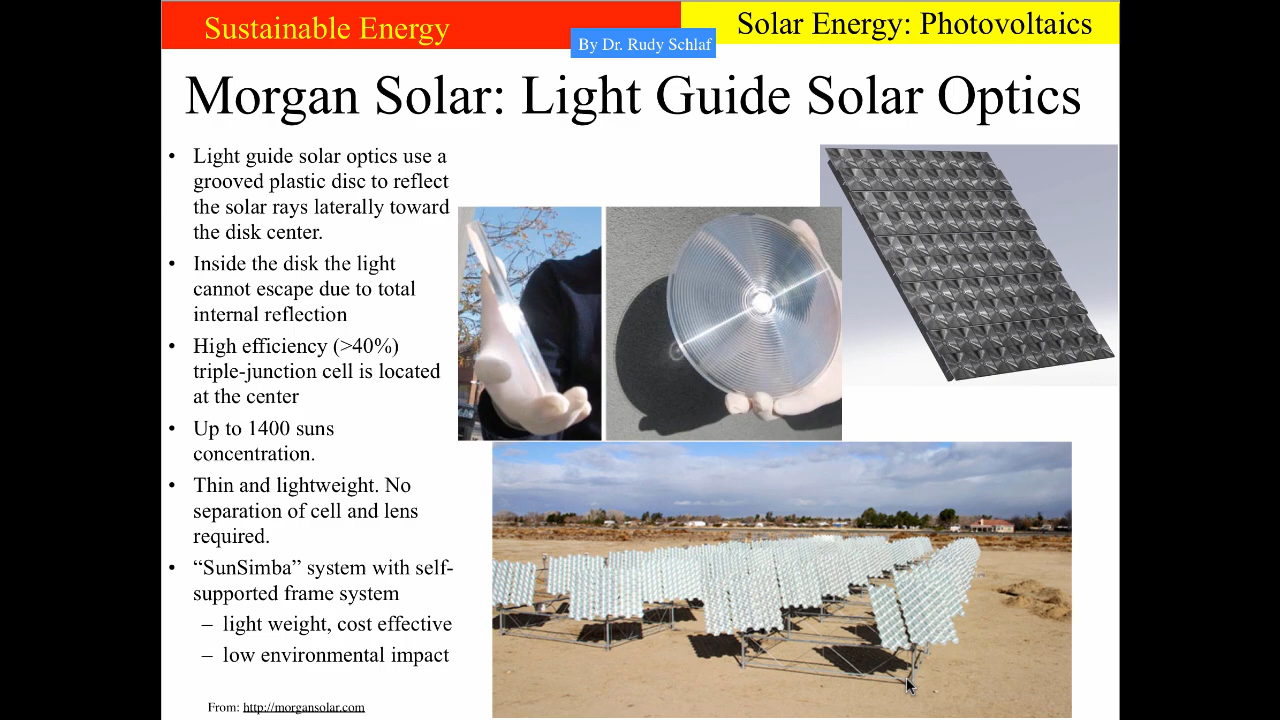 Sustainable Energy
Solar Energy: Photovoltaics
By Dr. Rudy Schlaf
Morgan Solar: Light Guide Solar Optics
• Light guide solar optics use a
grooved plastic disc to reflect
the solar rays laterally toward
the disk center.
• Inside the disk the light
cannot escape due to total
internal reflection
• High efficiency (>40%)
triple-junction cell is located
at the center
• Up to 1400 suns
concentration.
• Thin and lightweight. No
separation of cell and lens
required.
• “SunSimba” system with self-
supported frame system
– light weight, cost effective
– low environmental impact
From: http://morgansolar.com